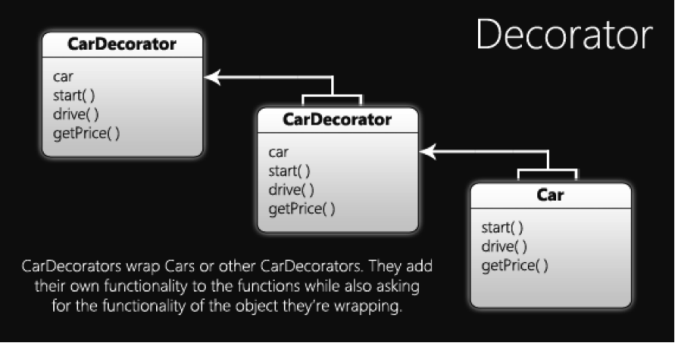 Decorator
CarDecorator
car
start( )
drive( )
getPrice( )
CarDecorator
car
start( )
drive( )
getPrice( )
Car
start( )
drive( )
getPrice( )
CarDecorators wrap Cars or other CarDecorators. They add
their own functionality to the functions while also asking
for the functionality of the object they're wrapping.